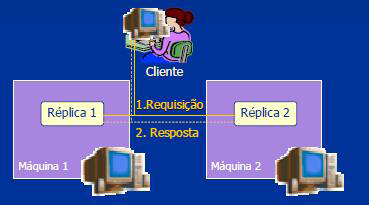 Cliente
1.Requisição
Réplica 1
Réplica 2
2. Resposta
Máquina 1
Máquina 2